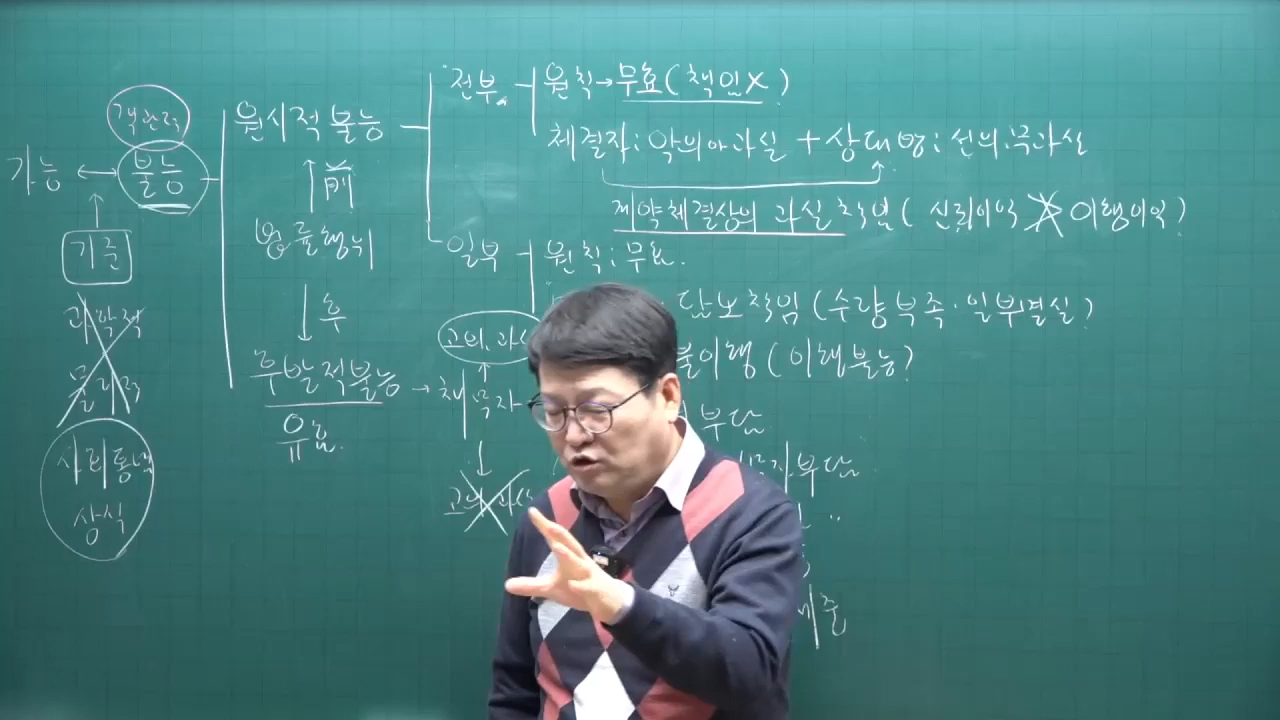 객관적
가능 ↔ 불능
기준
과학적
물리적
사회통념
상식
원시적 불능
前
법률행위
후
후발적불능 → 채무자
유효.
전부 원칙→무효(책임X)
체결자: 악의or과실 + 상대방: 선의·무과실
계약체결상의 과실책임( 신뢰이익 X 이행이익)
일부 원칙: 무효.
담보책임 (수량부족·일부결실)
고의, 과실
불이행 (이행불능)
부담
자부담
고의 과실